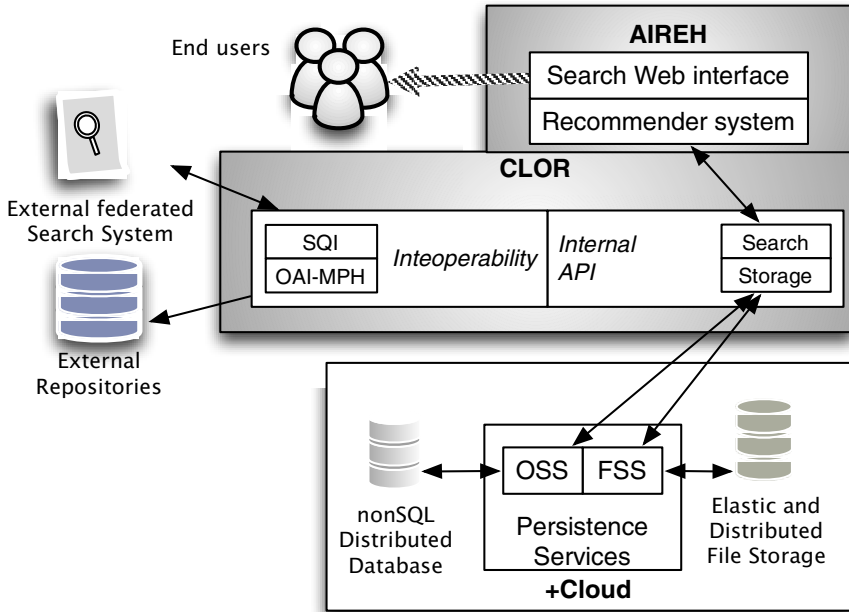 End users
AIREH
Search Web interface
Recommender system
CLOR
External federated
Search System
SQI
OAI-MPH
Inteoperability
Internal
API
Search
Storage
External
Repositories
OSS
FSS
nonSQL
Distributed
Database
Persistence
Services
Elastic and
Distributed
File Storage
+Cloud